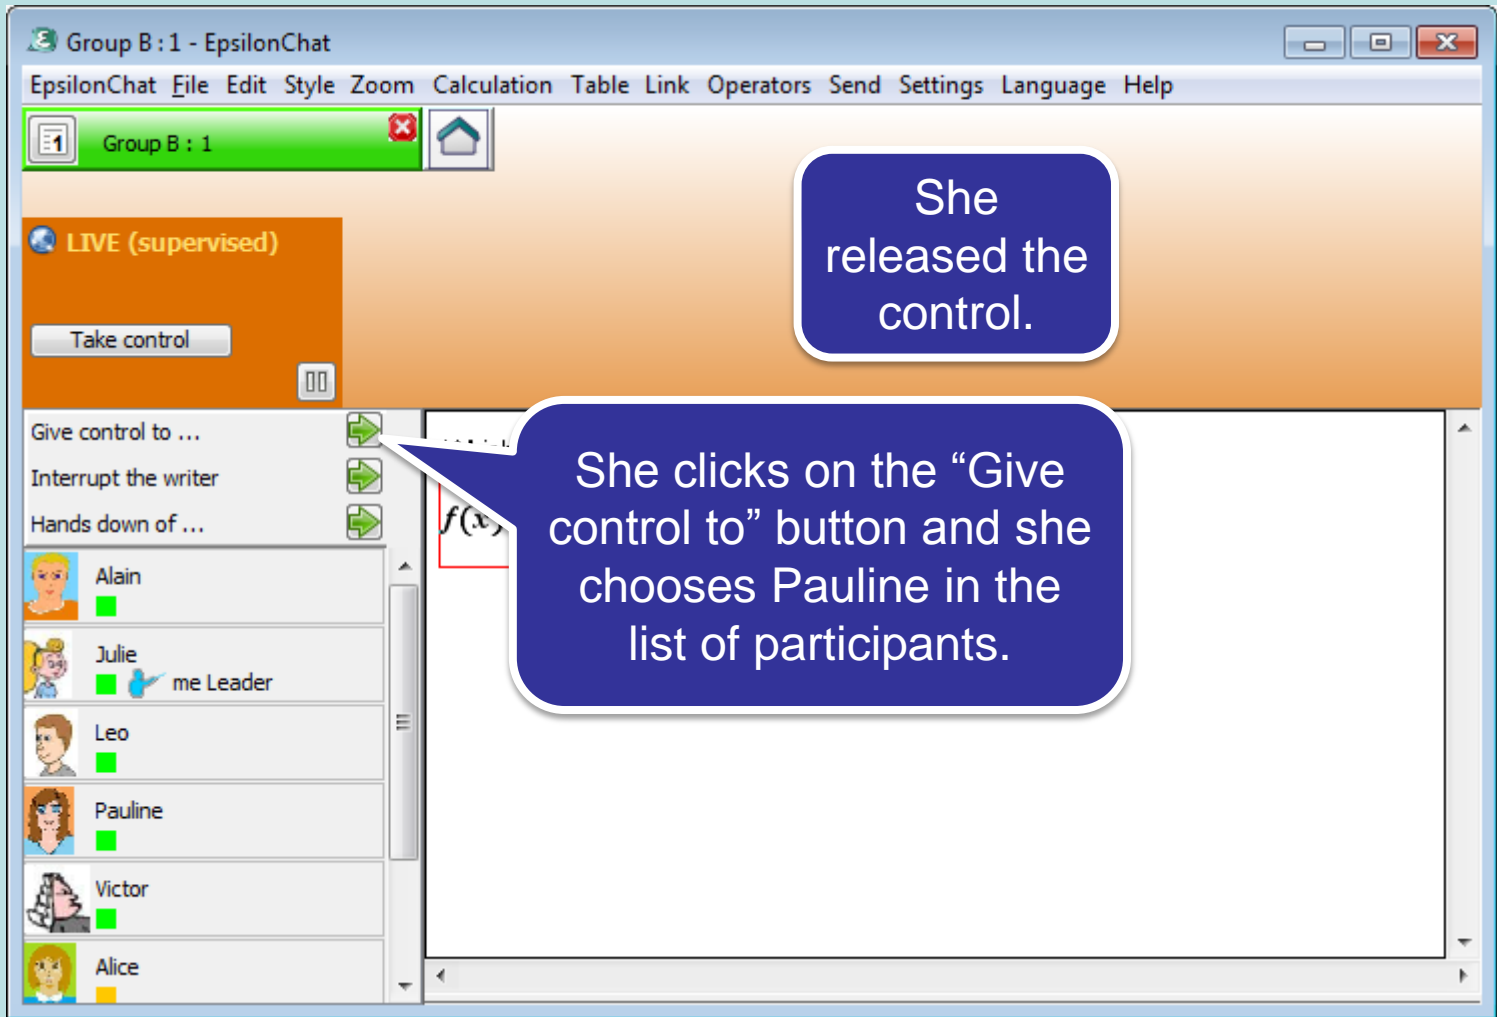 Group B : 1 - EpsilonChat
EpsilonChat File Edit Style Zoom Calculation Table Link Operators Send Settings Language Help
1 Group B : 1
She
released the
control.
LIVE (supervised)
Take control
Give control to ...
Interrupt the writer
Hands down of ...
f(x)
She clicks on the “Give
control to” button and she
chooses Pauline in the
list of participants.
Alain
Julie
me Leader
Leo
Pauline
Victor
Alice